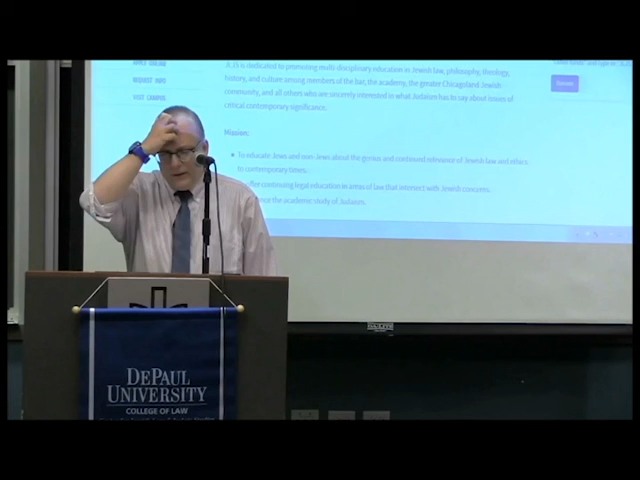 APPLY ONLINE
REQUEST INFO
VISIT CAMPUS
is dedicated to promoting multi-disciplinary education in Jewish law, philosophy, theology,
history, and culture among members of the bar, the academy, the greater Chicagoland Jewish
community, and all others who are sincerely interested in what Judaism has to say about issues of
critical contemporary significance.
Mission:
To educate Jews and non-Jews about the genius and continued relevance of Jewish law and ethics
to contemporary times.
offer continuing legal education in areas of law that intersect with Jewish concerns.
the academic study of Judaism.
DEPAUL
UNIVERSITY
COLLEGE OF LAW